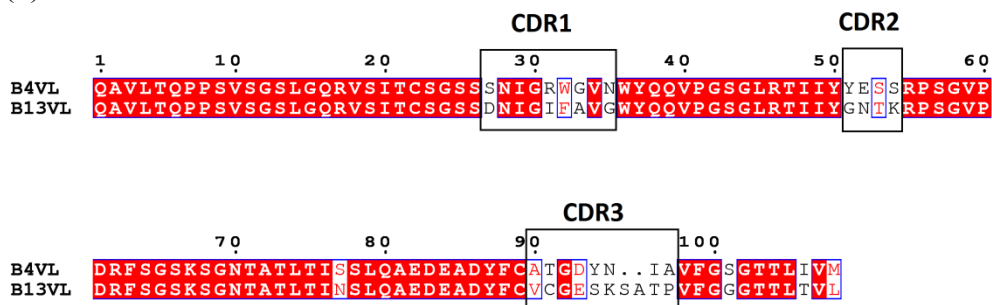 CDR1 CDR2
1 10 20 30 40 50 60
B4VL QAVLTQPPSVSGSLGQRVSITCSGSSSNIGRWGVNWYQQVPGSGLRTIIYYESSRPSGVP
B13VL QAVLTQPPSVSGSLGQRVSITCSGSSDNIGIFAVGWYQQVPGSGLRTIIYGNTKRPSGVP
CDR3
70 80 90 100
B4VL DRFSGSKSGNTATLTISSLQAEDEADYFCATGDYN..IAVFGSGTTLIVM
B13VL DRFSGSKSGNTATLTINSLQAEDEADYFCVCGESKSATPVFGGGTTLTVL